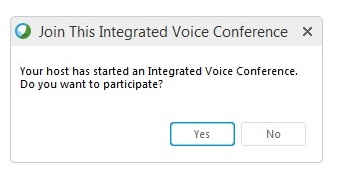 Join This Integrated Voice Conference
Your host has started an Integrated Voice Conference.
Do you want to participate?
Yes
No